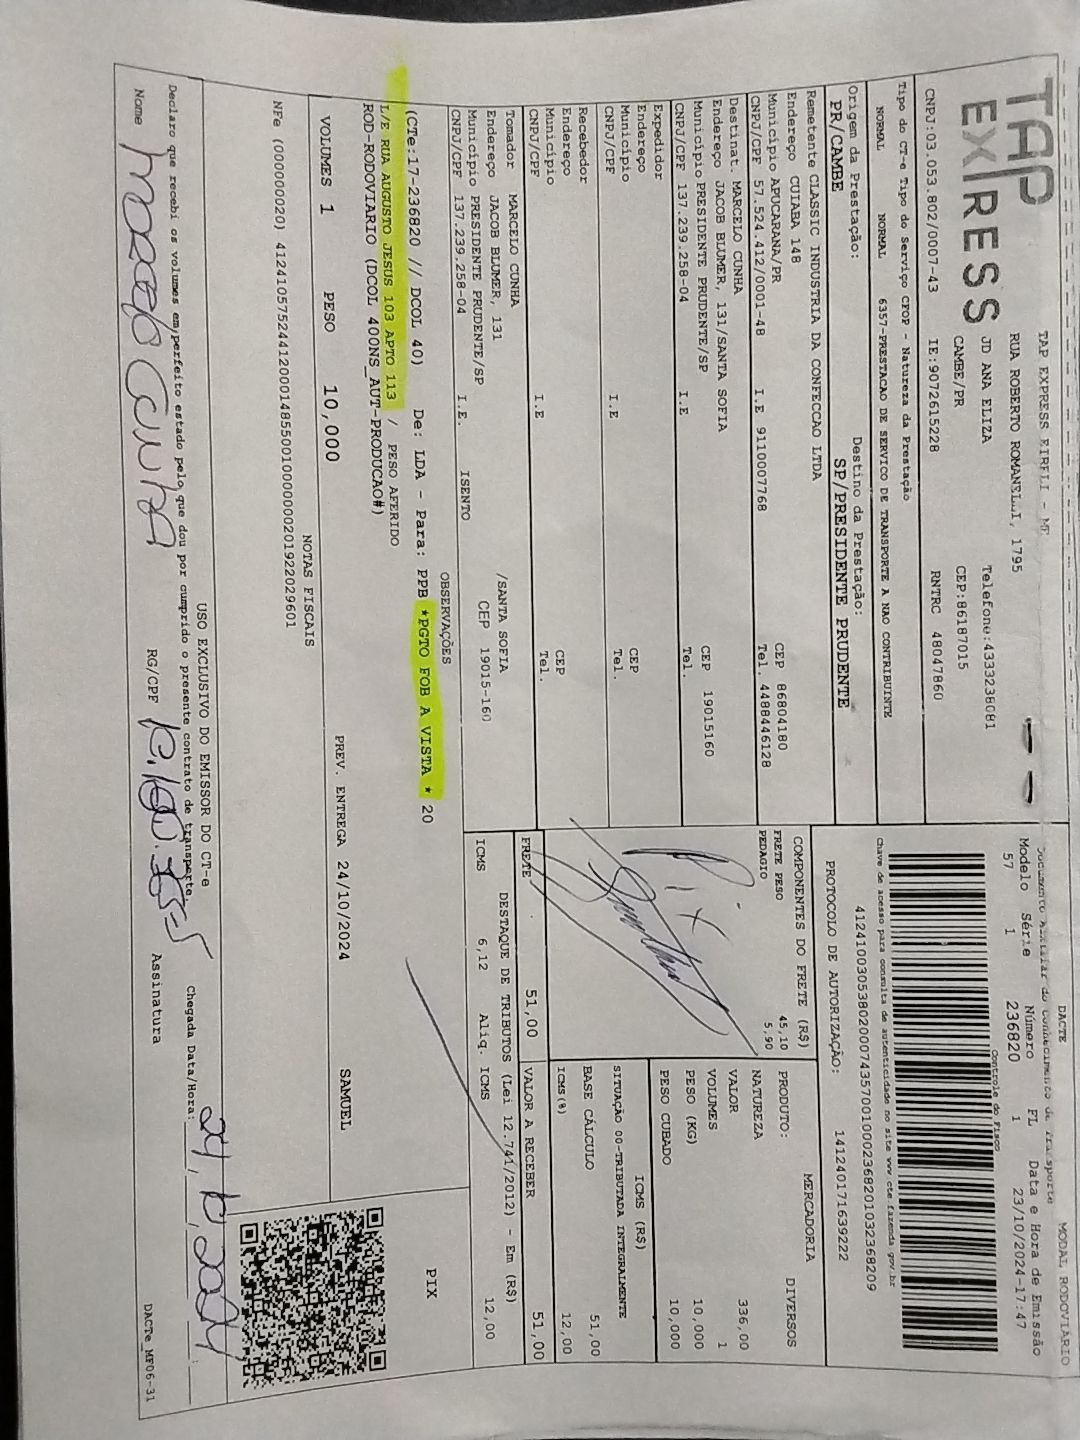 TAP EXPRESS
TAP EXPRESS EIRELI - MF
RUA ROBERTO ROMANELLI, 1795
JD ANA ELIZA
CAMBE/PR
Telefone:4333238081
CEP:86187015
CNPJ:03.053.802/0007-43 IE:9072615228 RNTRC 48047860
Tipo do CT-e Tipo do Serviço CFOP - Natureza da Prestação
NORMAL NORMAL 6357-PRESTACAO DE SERVICO DE TRANSPORTE A NAO CONTRIBUINTE
Origem da Prestação: Destino da Prestação:
PR/CAMBE SP/PRESIDENTE PRUDENTE
Remetente CLASSIC INDUSTRIA DA CONFECCAO LTDA
Endereço CUIABA 148 CEP 86804180
Município APUCARANA/PR Tel. 4488446128
CNPJ/CPF 57.524.412/0001-48 I.E 9110007768
Destinat. MARCELO CUNHA
Endereço JACOB BLUMER, 131/SANTA SOFIA
Município PRESIDENTE PRUDENTE/SP CEP 19015160
CNPJ/CPF 137.239.258-04 I.E Tel.
Expedidor
Endereço
Município CEP
CNPJ/CPF I.E Tel.
Recebedor
Endereço
Município CEP
CNPJ/CPF I.E Tel.
Tomador MARCELO CUNHA
Endereço JACOB BLUMER, 131 /SANTA SOFIA
Município PRESIDENTE PRUDENTE/SP CEP 19015-160
CNPJ/CPF 137.239.258-04 I.E. ISENTO
DACTE
Documento Auxiliar do Conhecimento de Transporte
MODAL RODOVIÁRIO
Modelo Série Número FL Data e Hora de Emissão
57 1 236820 1 23/10/2024-17:47
Controle do Fisco
Chave de acesso para consulta de autenticidade no site www.cte.fazenda.gov.br
41241003053802000743570010002368201032368209
PROTOCOLO DE AUTORIZAÇÃO: 141240171639222
COMPONENTES DO FRETE (R$)
FRETE PESO 45,10
PEDAGIO 5,90
Pix
FRETE 51,00
MERCADORIA
PRODUTO: DIVERSOS
NATUREZA
VALOR 336,00
VOLUMES 1
PESO (KG) 10,000
PESO CUBADO 10,000
ICMS (R$)
SITUAÇÃO 00-TRIBUTADA INTEGRALMENTE
BASE CÁLCULO 51,00
ICMS(%) 12,00
VALOR A RECEBER 51,00
DESTAQUE DE TRIBUTOS (Lei 12.741/2012) - Em (R$)
ICMS 6,12 Aliq. ICMS 12,00
OBSERVAÇÕES
(CTe:17-236820 // DCOL 40) De: LDA - Para: PPB *PGTO FOB A VISTA * 20
L/E RUA AUGUSTO JESUS 103 APTO 113 / PESO AFERIDO
ROD-RODOVIARIO (DCOL 400NS_AUT-PRODUCAO#)
PIX
VOLUMES 1 PESO 10,000 PREV. ENTREGA 24/10/2024 SAMUEL
NOTAS FISCAIS
NFe (000000020) 41241057524412000148550010000000201922029601
USO EXCLUSIVO DO EMISSOR DO CT-e
Declaro que recebi os volumes em perfeito estado pelo que dou por cumprido o presente contrato de transporte
Chegada Data/Hora: ___/___/___ :
Nome Marcelo Cunha RG/CPF Assinatura
DACTe_MF06-31